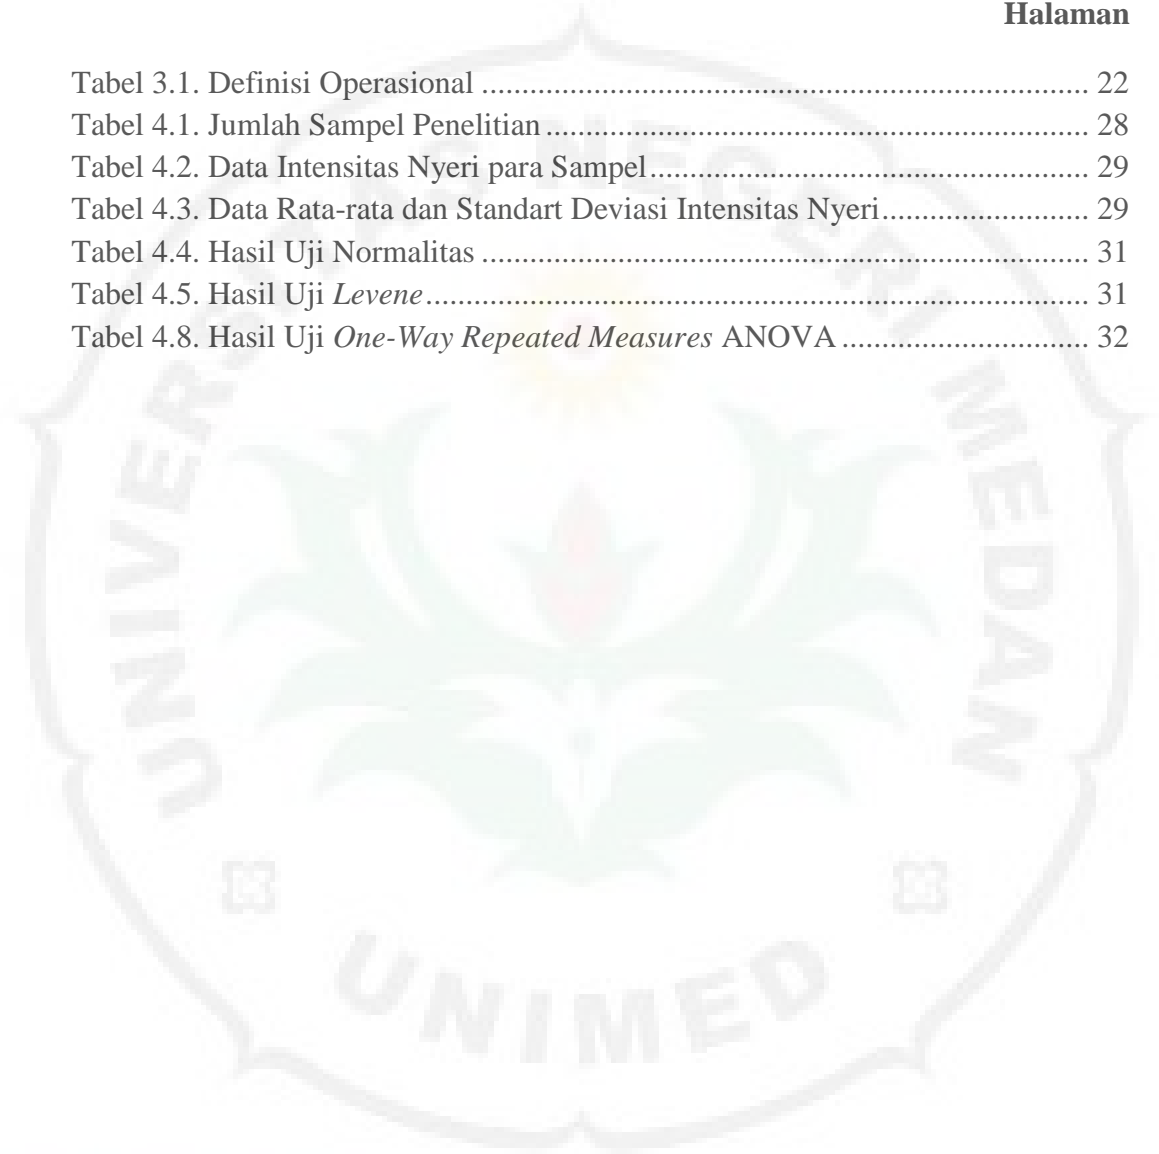 Halaman
Tabel 3.1. Definisi Operasional ........................................................................... 22
Tabel 4.1. Jumlah Sampel Penelitian ................................................................... 28
Tabel 4.2. Data Intensitas Nyeri para Sampel...................................................... 29
Tabel 4.3. Data Rata-rata dan Standart Deviasi Intensitas Nyeri.......................... 29
Tabel 4.4. Hasil Uji Normalitas ........................................................................... 31
Tabel 4.5. Hasil Uji Levene.................................................................................. 31
Tabel 4.8. Hasil Uji One-Way Repeated Measures ANOVA ............................... 32
UNIVERSITAS NEGERI MEDAN
UNIMED